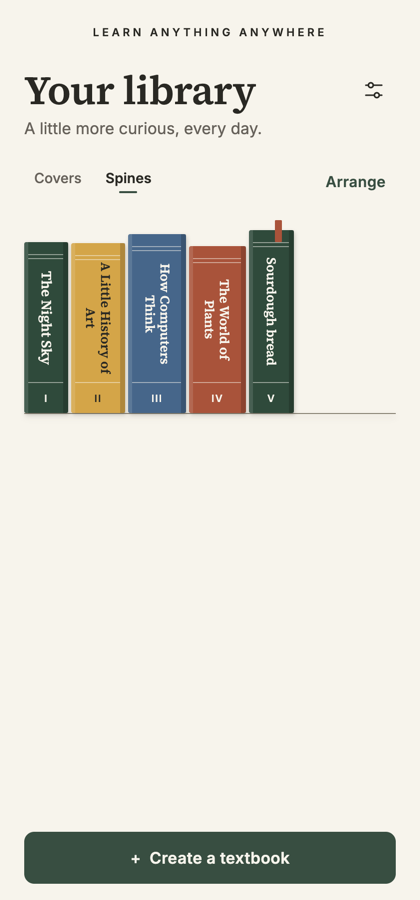 LEARN ANYTHING ANYWHERE
Your library
A little more curious, every day.
Covers
Spines
Arrange
The Night Sky
I
A Little History of
Art
II
How Computers
Think
III
The World of
Plants
IV
Sourdough bread
V
+ Create a textbook